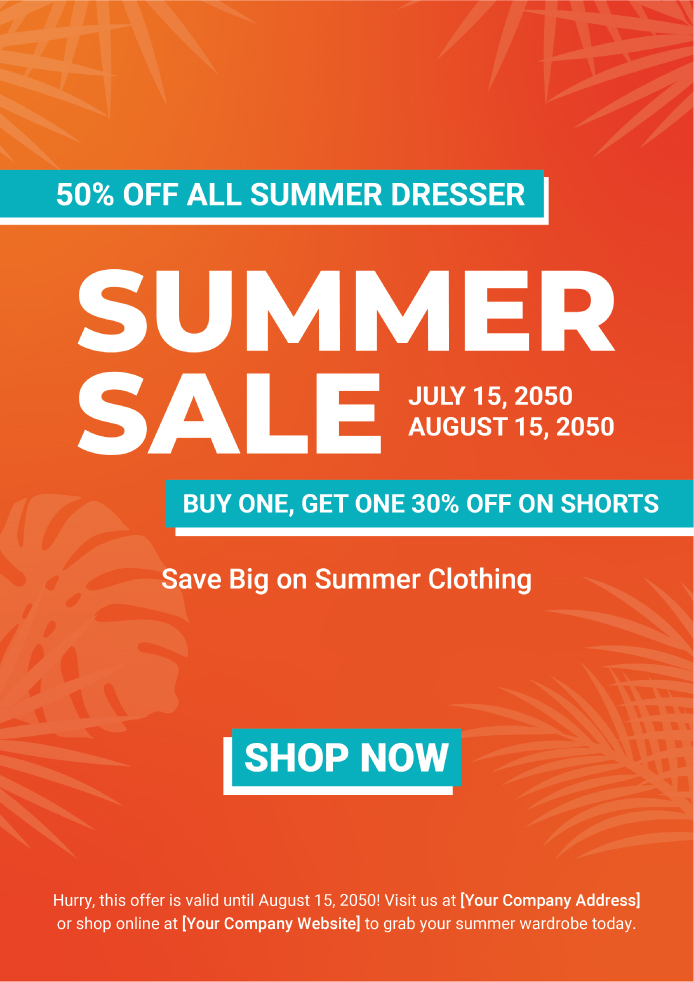 50% OFF ALL SUMMER DRESSER
SUMMER
SALE
JULY 15, 2050
AUGUST 15, 2050
BUY ONE, GET ONE 30% OFF ON SHORTS
Save Big on Summer Clothing
SHOP NOW
Hurry, this offer is valid until August 15, 2050! Visit us at [Your Company Address]
or shop online at [Your Company Website] to grab your summer wardrobe today.